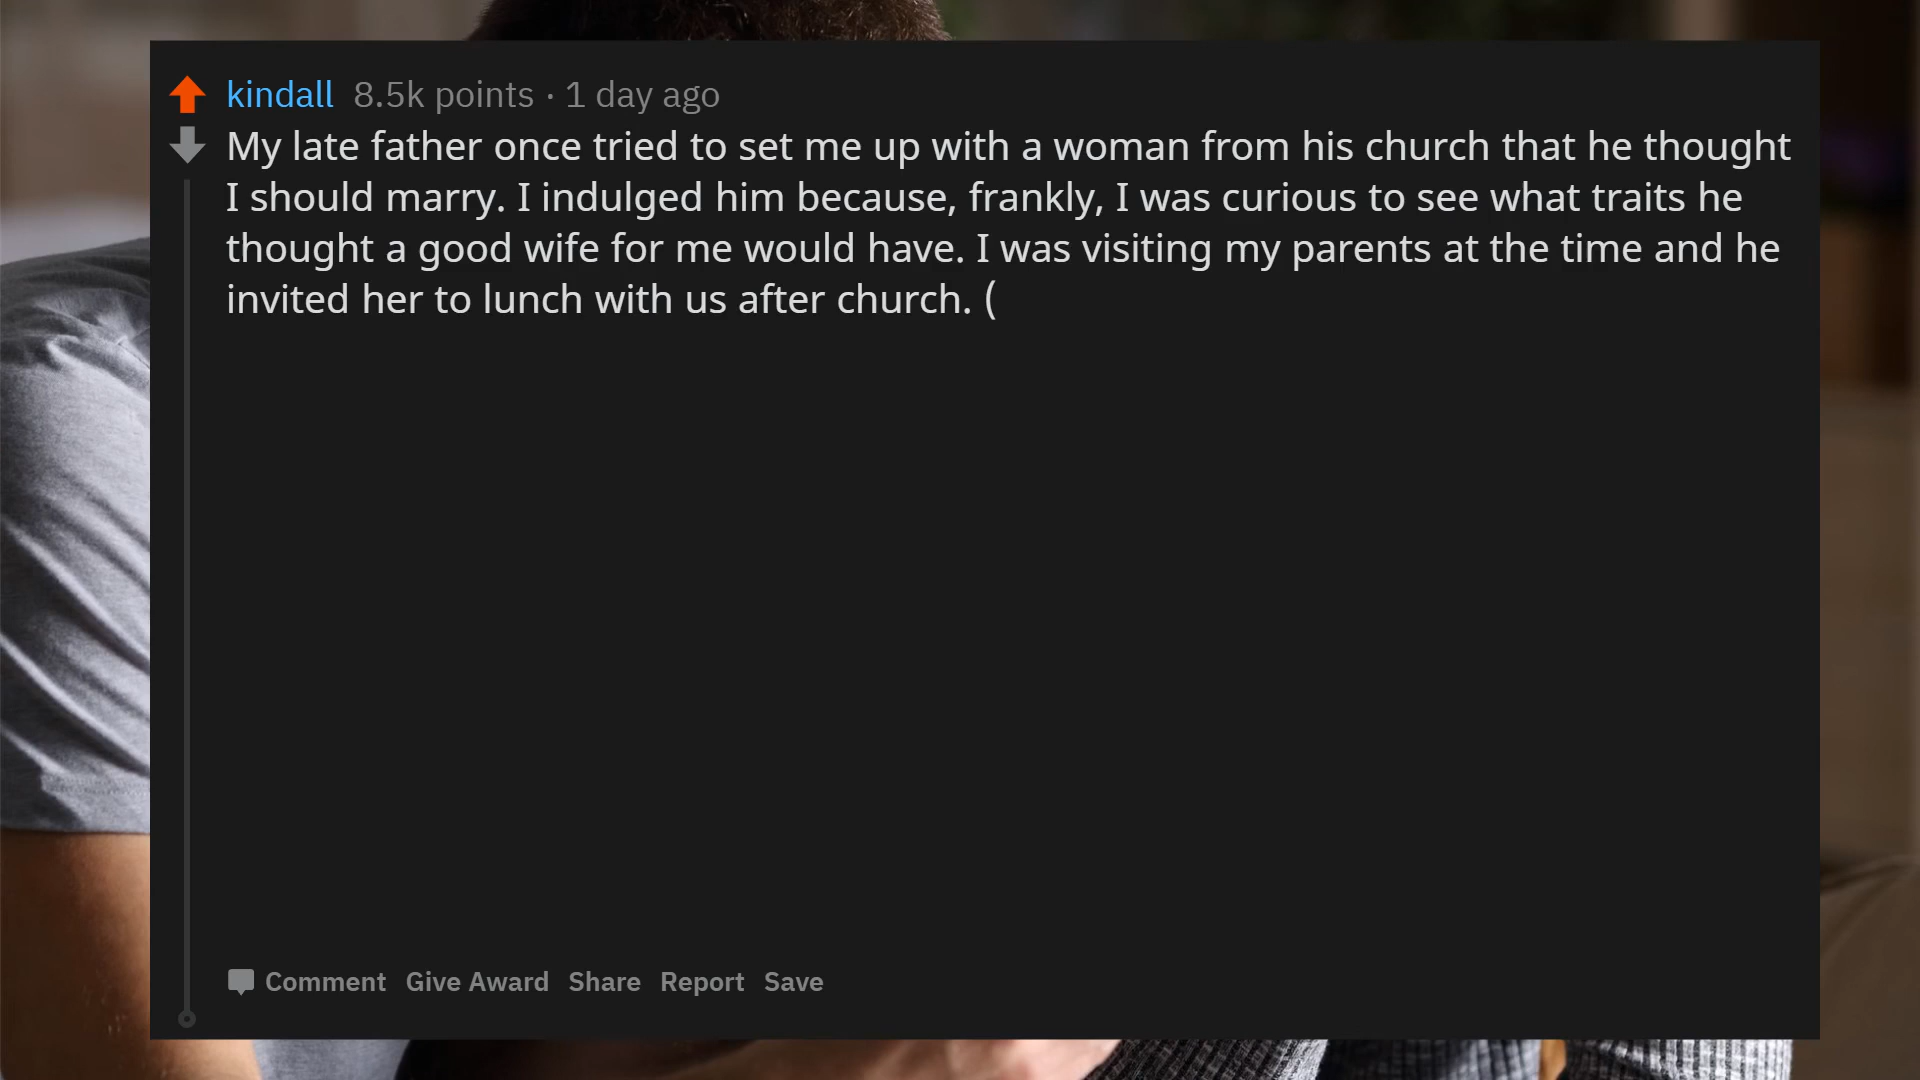 kindall 8.5k points · 1 day ago
My late father once tried to set me up with a woman from his church that he thought
I should marry. I indulged him because, frankly, I was curious to see what traits he
thought a good wife for me would have. I was visiting my parents at the time and he
invited her to lunch with us after church. (
Comment Give Award Share Report Save